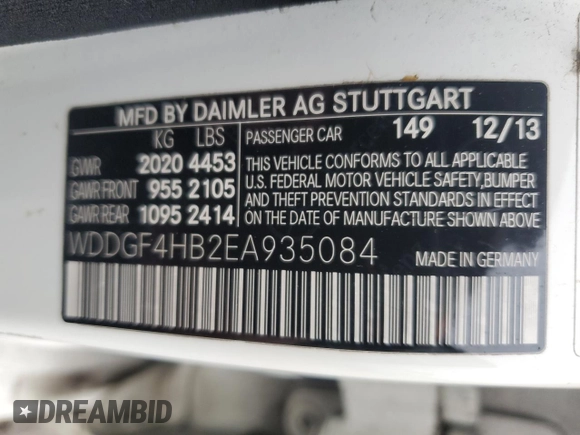 MFD BY DAIMLER AG STUTTGART
KG LBS
GVWR 2020 4453
GAWR FRONT 955 2105
GAWR REAR 1095 2414
PASSENGER CAR 149 12/13
THIS VEHICLE CONFORMS TO ALL APPLICABLE
U.S. FEDERAL MOTOR VEHICLE SAFETY, BUMPER
AND THEFT PREVENTION STANDARDS IN EFFECT
ON THE DATE OF MANUFACTURE SHOWN ABOVE
WDDGF4HB2EA935084
MADE IN GERMANY
DREAMBID